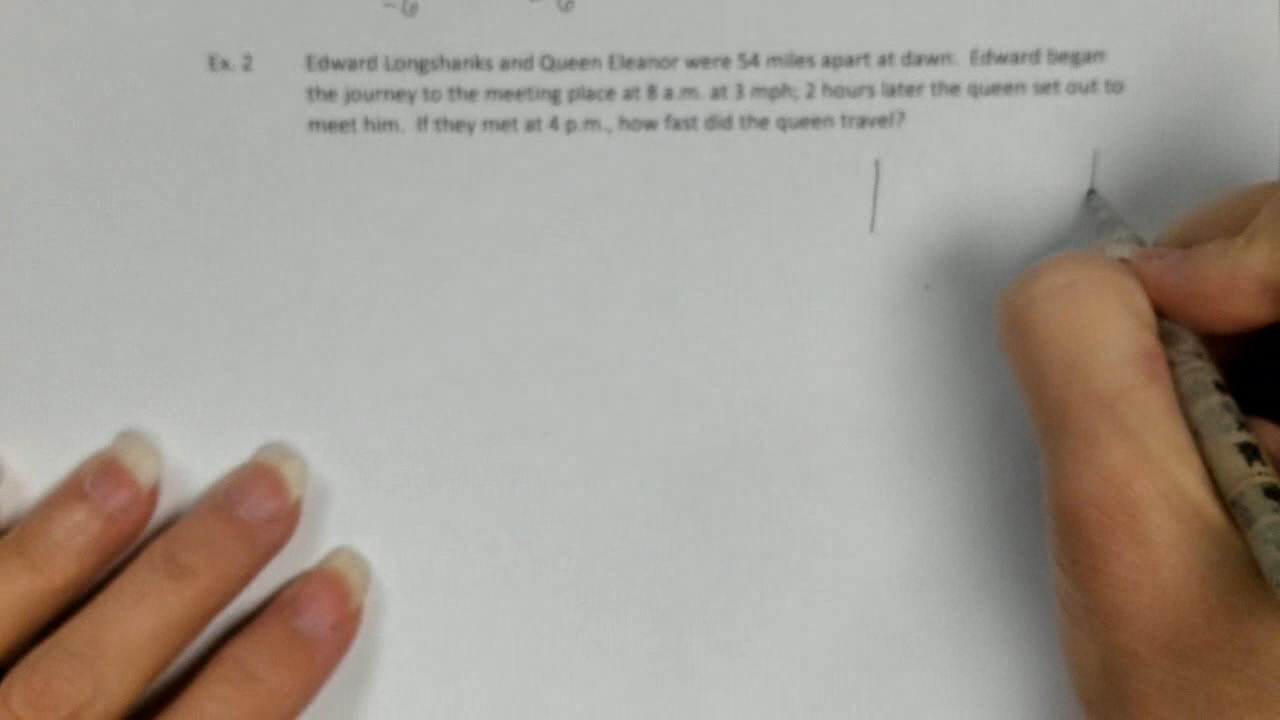 -6 -6
Ex. 2 Edward Longshanks and Queen Eleanor were 54 miles apart at dawn. Edward began
the journey to the meeting place at 8 a.m. at 3 mph; 2 hours later the queen set out to
meet him. If they met at 4 p.m., how fast did the queen travel?